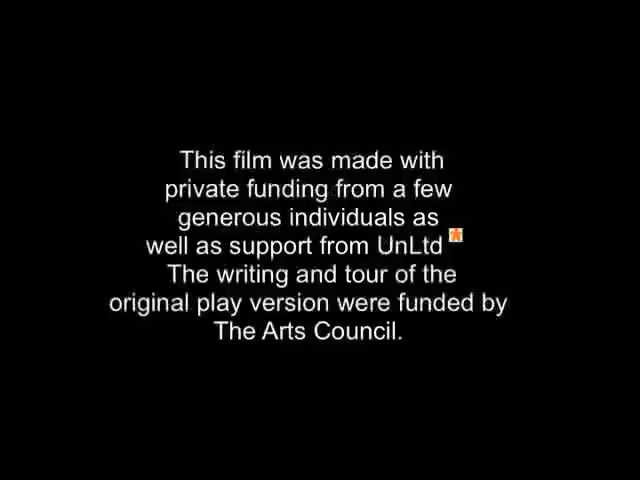 This film was made with
private funding from a few
generous individuals as
well as support from UnLtd
The writing and tour of the
original play version were funded by
The Arts Council.